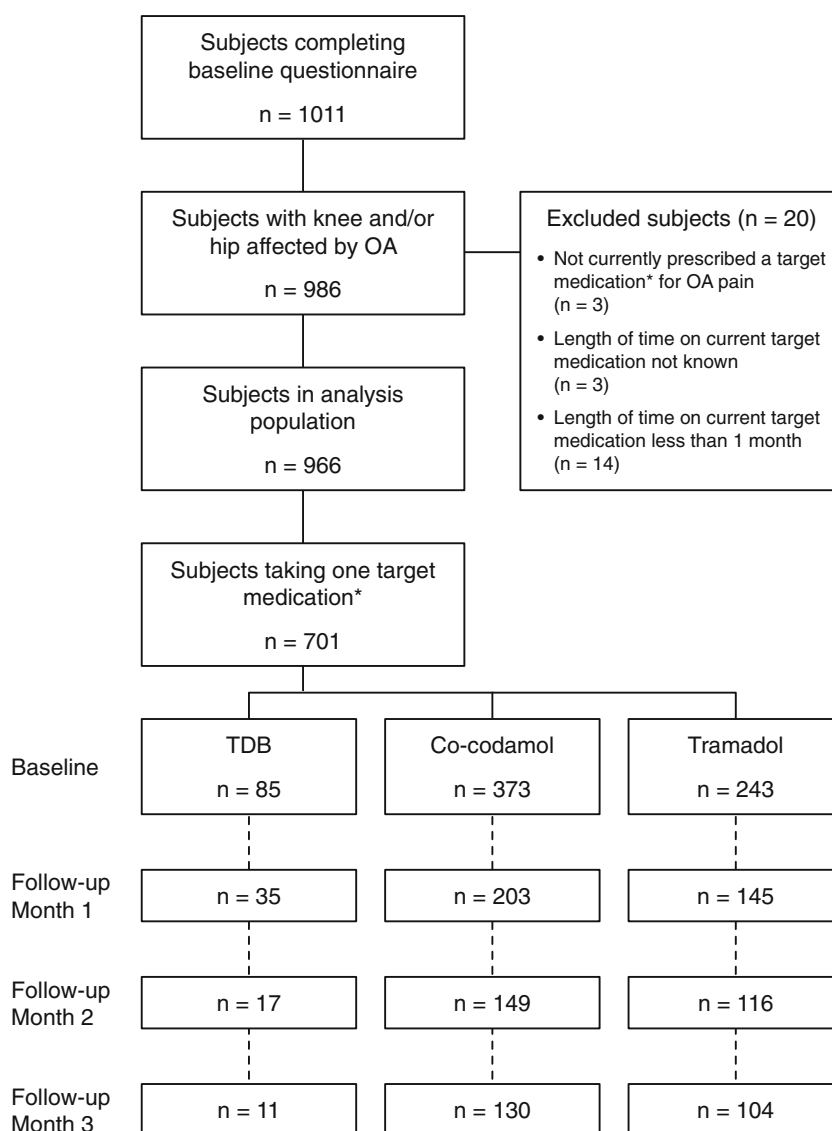 Subjects completing
baseline questionnaire
n = 1011
Subjects with knee and/or
hip affected by OA
n = 986
Excluded subjects (n = 20)
• Not currently prescribed a target
medication* for OA pain
(n = 3)
• Length of time on current target
medication not known
(n = 3)
• Length of time on current target
medication less than 1 month
(n = 14)
Subjects in analysis
population
n = 966
Subjects taking one target
medication*
n = 701
Baseline
TDB
n = 85
Co-codamol
n = 373
Tramadol
n = 243
Follow-up
Month 1
n = 35
n = 203
n = 145
Follow-up
Month 2
n = 17
n = 149
n = 116
Follow-up
Month 3
n = 11
n = 130
n = 104